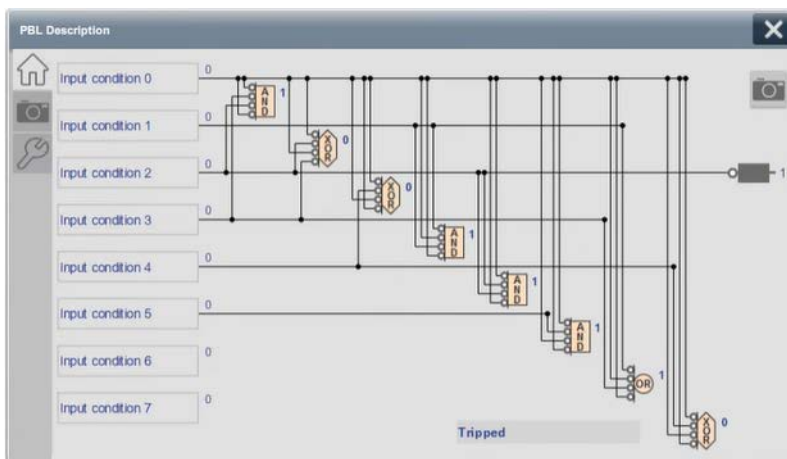 PBL Description
Input condition 0
0
AND
1
Input condition 1
0
XOR
0
Input condition 2
0
1
XOR
0
Input condition 3
0
AND
1
Input condition 4
0
AND
1
Input condition 5
0
AND
1
Input condition 6
0
OR
1
Input condition 7
0
XOR
0
Tripped